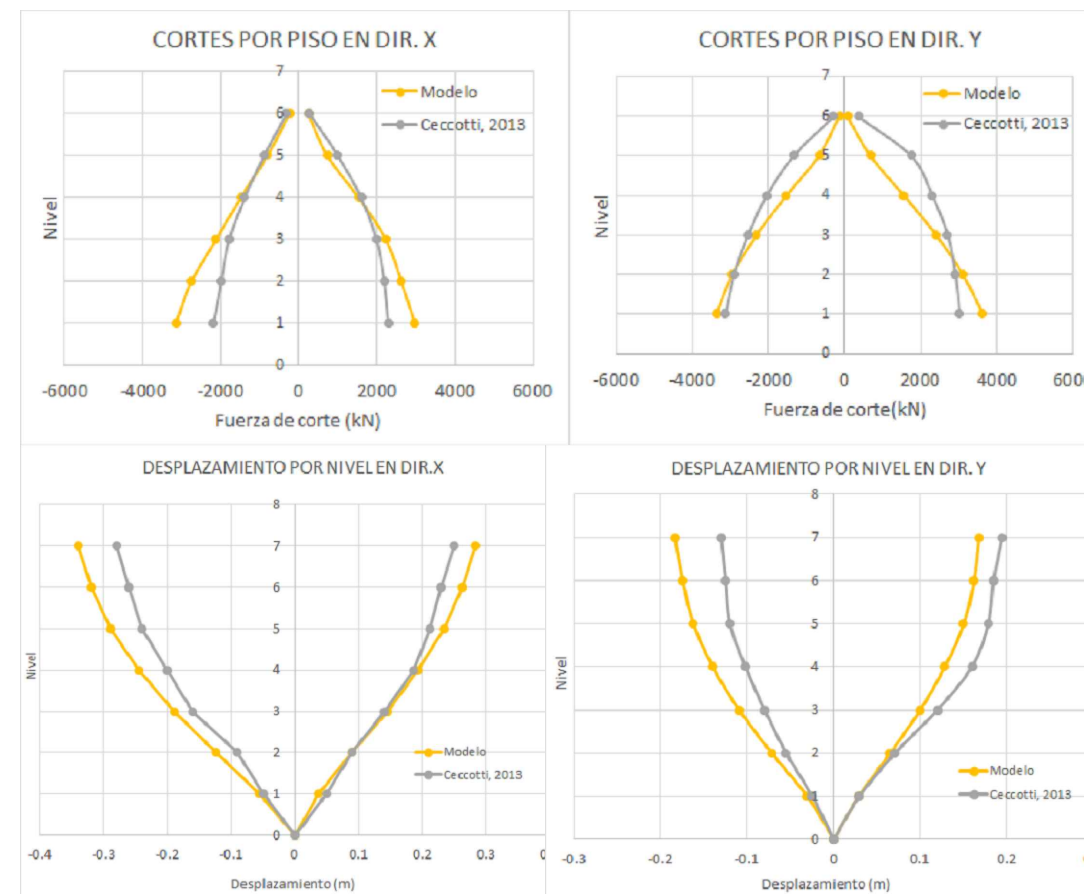 CORTES POR PISO EN DIR. X
7
6
5
4
3
2
1
0
Nivel
Modelo
Ceccotti, 2013
-6000 -4000 -2000 0 2000 4000 6000
Fuerza de corte (kN)
CORTES POR PISO EN DIR. Y
7
6
5
4
3
2
1
0
Nivel
Modelo
Ceccotti, 2013
-6000 -4000 -2000 0 2000 4000 6000
Fuerza de corte(kN)
DESPLAZAMIENTO POR NIVEL EN DIR.X
8
7
6
5
4
3
2
1
0
Nivel
Modelo
Ceccotti, 2013
-0.4 -0.3 -0.2 -0.1 0 0.1 0.2 0.3
Desplazamiento (m)
DESPLAZAMIENTO POR NIVEL EN DIR. Y
8
7
6
5
4
3
2
1
0
Nivel
Modelo
Ceccotti, 2013
-0.3 -0.2 -0.1 0 0.1 0.2
Desplazamiento (m)